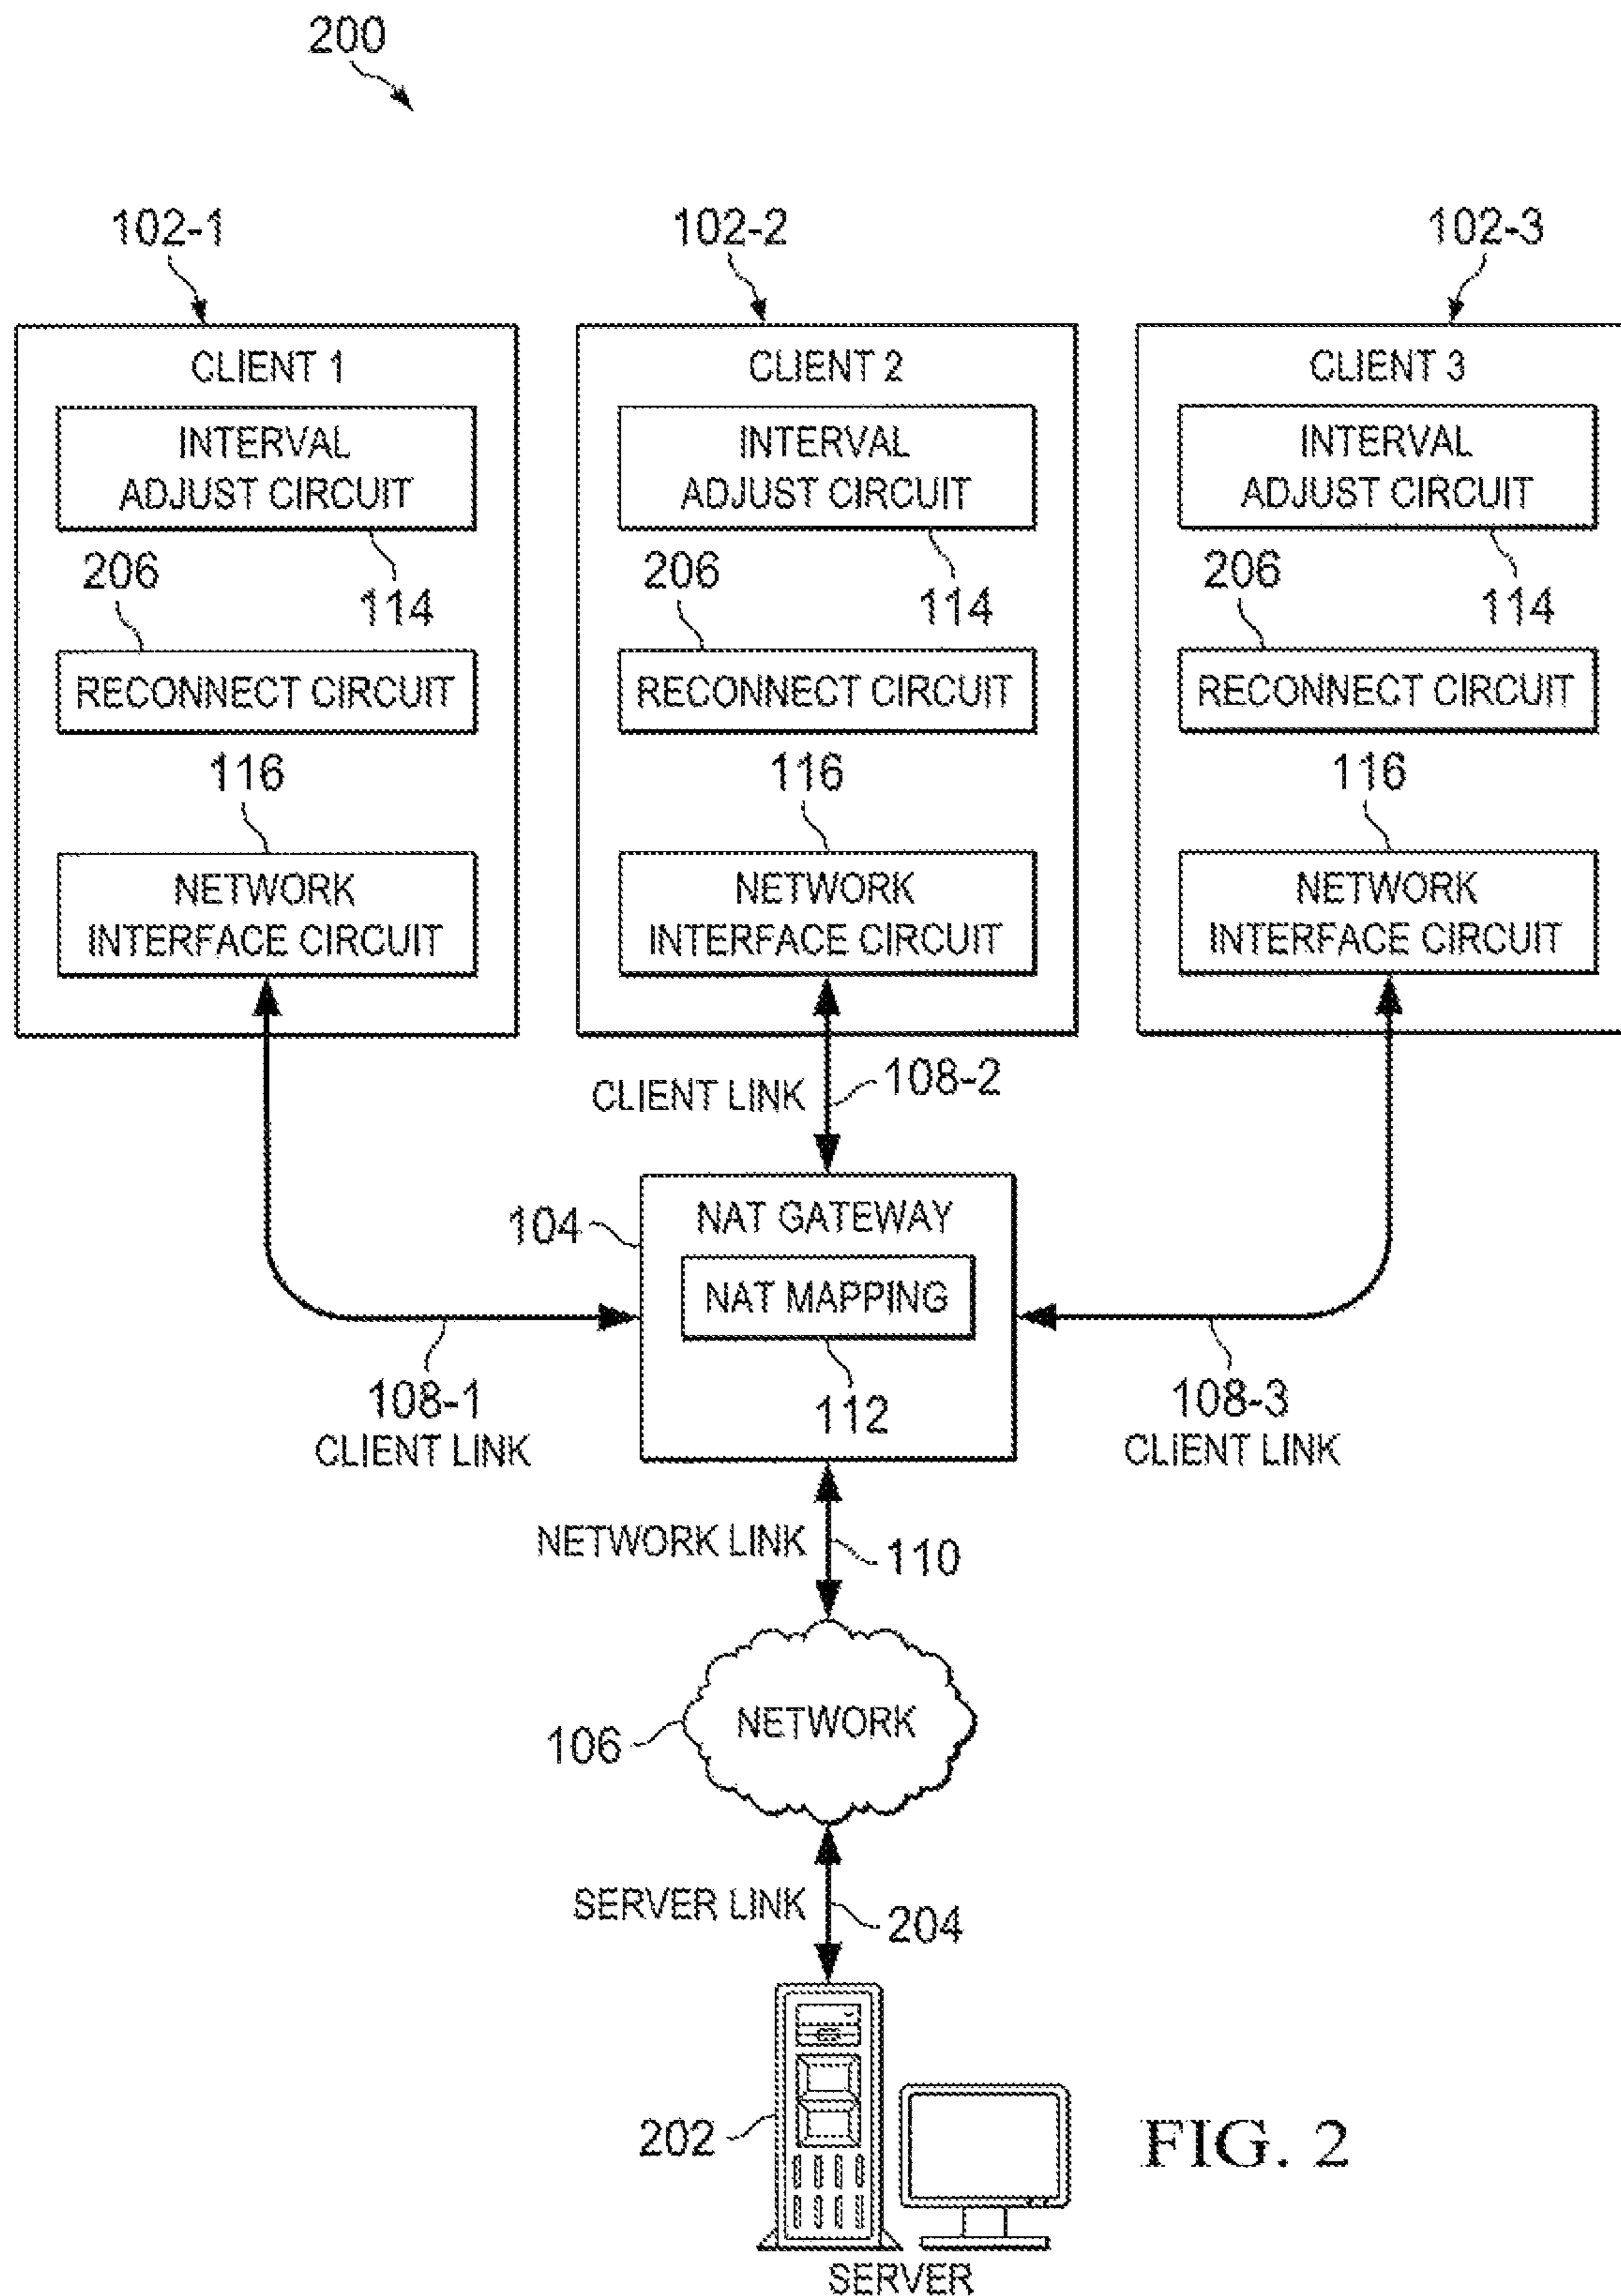 200
102-1
102-2
102-3
CLIENT 1
CLIENT 2
CLIENT 3
INTERVAL
ADJUST CIRCUIT
INTERVAL
ADJUST CIRCUIT
INTERVAL
ADJUST CIRCUIT
206
114
206
114
206
114
RECONNECT CIRCUIT
RECONNECT CIRCUIT
RECONNECT CIRCUIT
116
116
116
NETWORK
INTERFACE CIRCUIT
NETWORK
INTERFACE CIRCUIT
NETWORK
INTERFACE CIRCUIT
CLIENT LINK
108-2
104
NAT GATEWAY
NAT MAPPING
112
108-1
CLIENT LINK
108-3
CLIENT LINK
NETWORK LINK
110
106
NETWORK
SERVER LINK
204
202
SERVER
FIG. 2